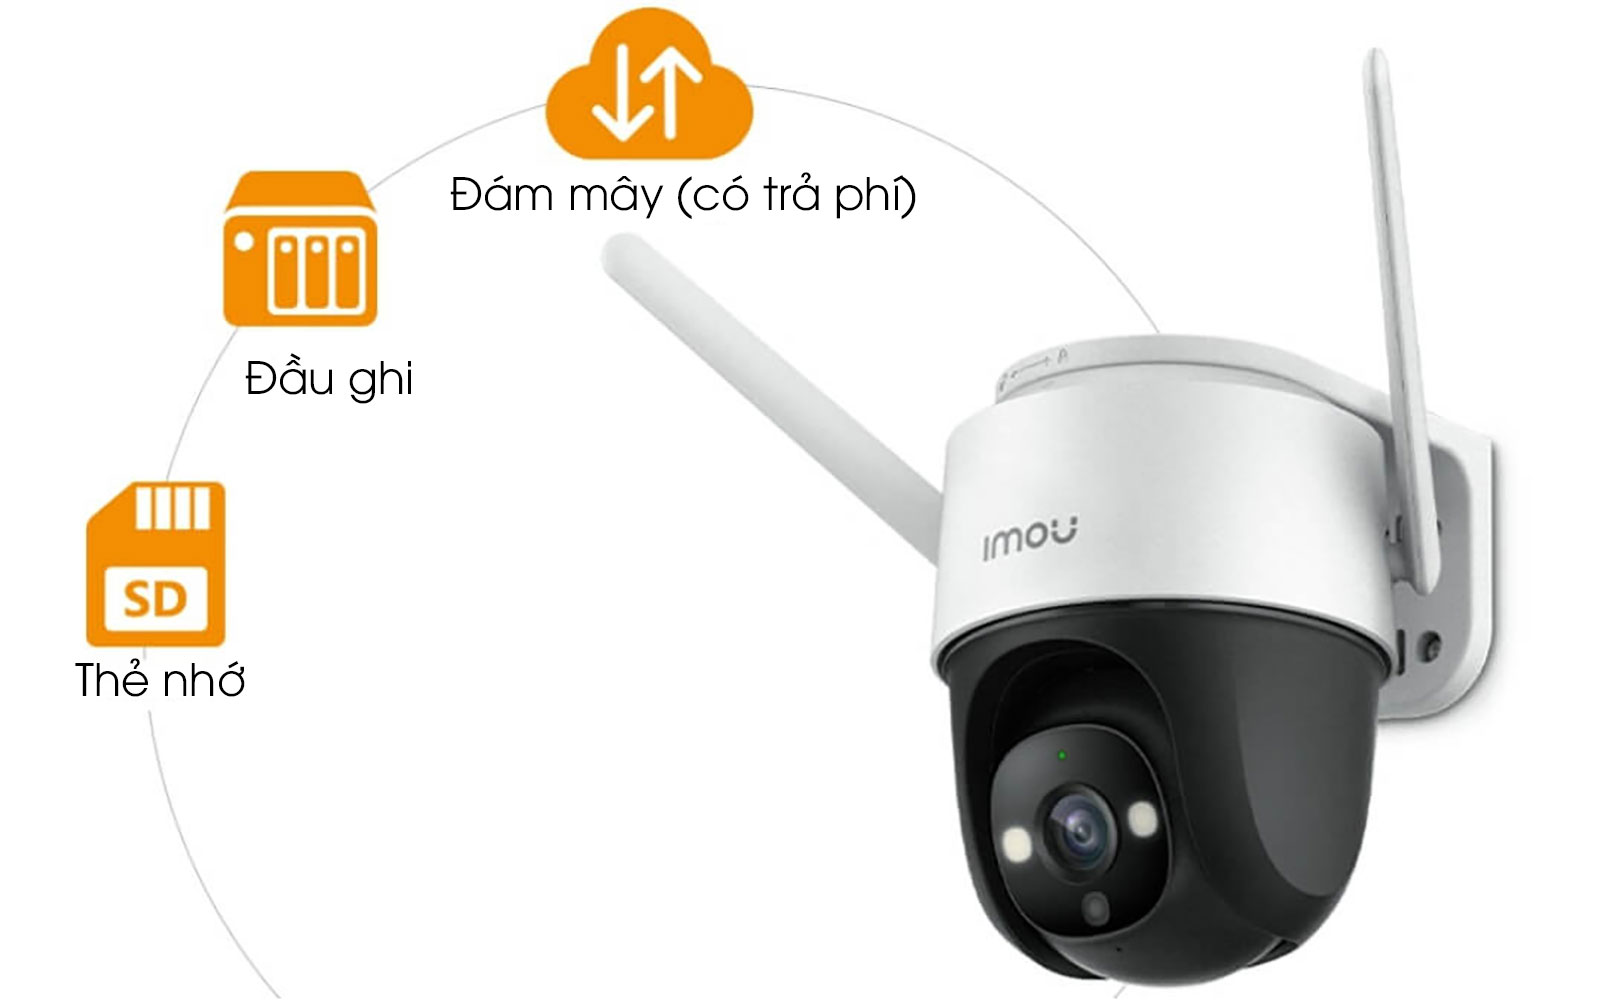 Đám mây (có trả phí)
Đầu ghi
SD
Thẻ nhớ
A
imou